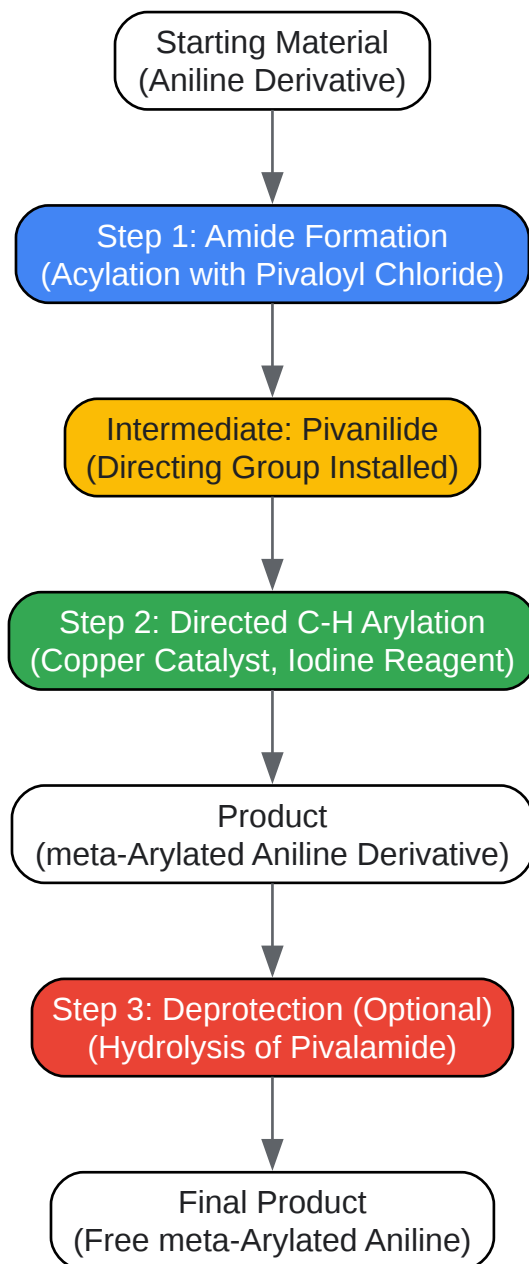 Starting Material
(Aniline Derivative)
Step 1: Amide Formation
(Acylation with Pivaloyl Chloride)
Intermediate: Pivanilide
(Directing Group Installed)
Step 2: Directed C-H Arylation
(Copper Catalyst, Iodine Reagent)
Product
(meta-Arylated Aniline Derivative)
Step 3: Deprotection (Optional)
(Hydrolysis of Pivalamide)
Final Product
(Free meta-Arylated Aniline)